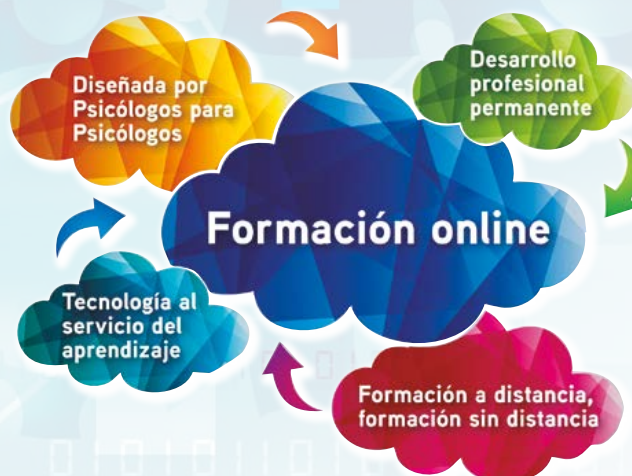 Diseñada por
Psicólogos para
Psicólogos
Desarrollo
profesional
permanente
Formación online
Tecnología al
servicio del
aprendizaje
Formación a distancia,
formación sin distancia